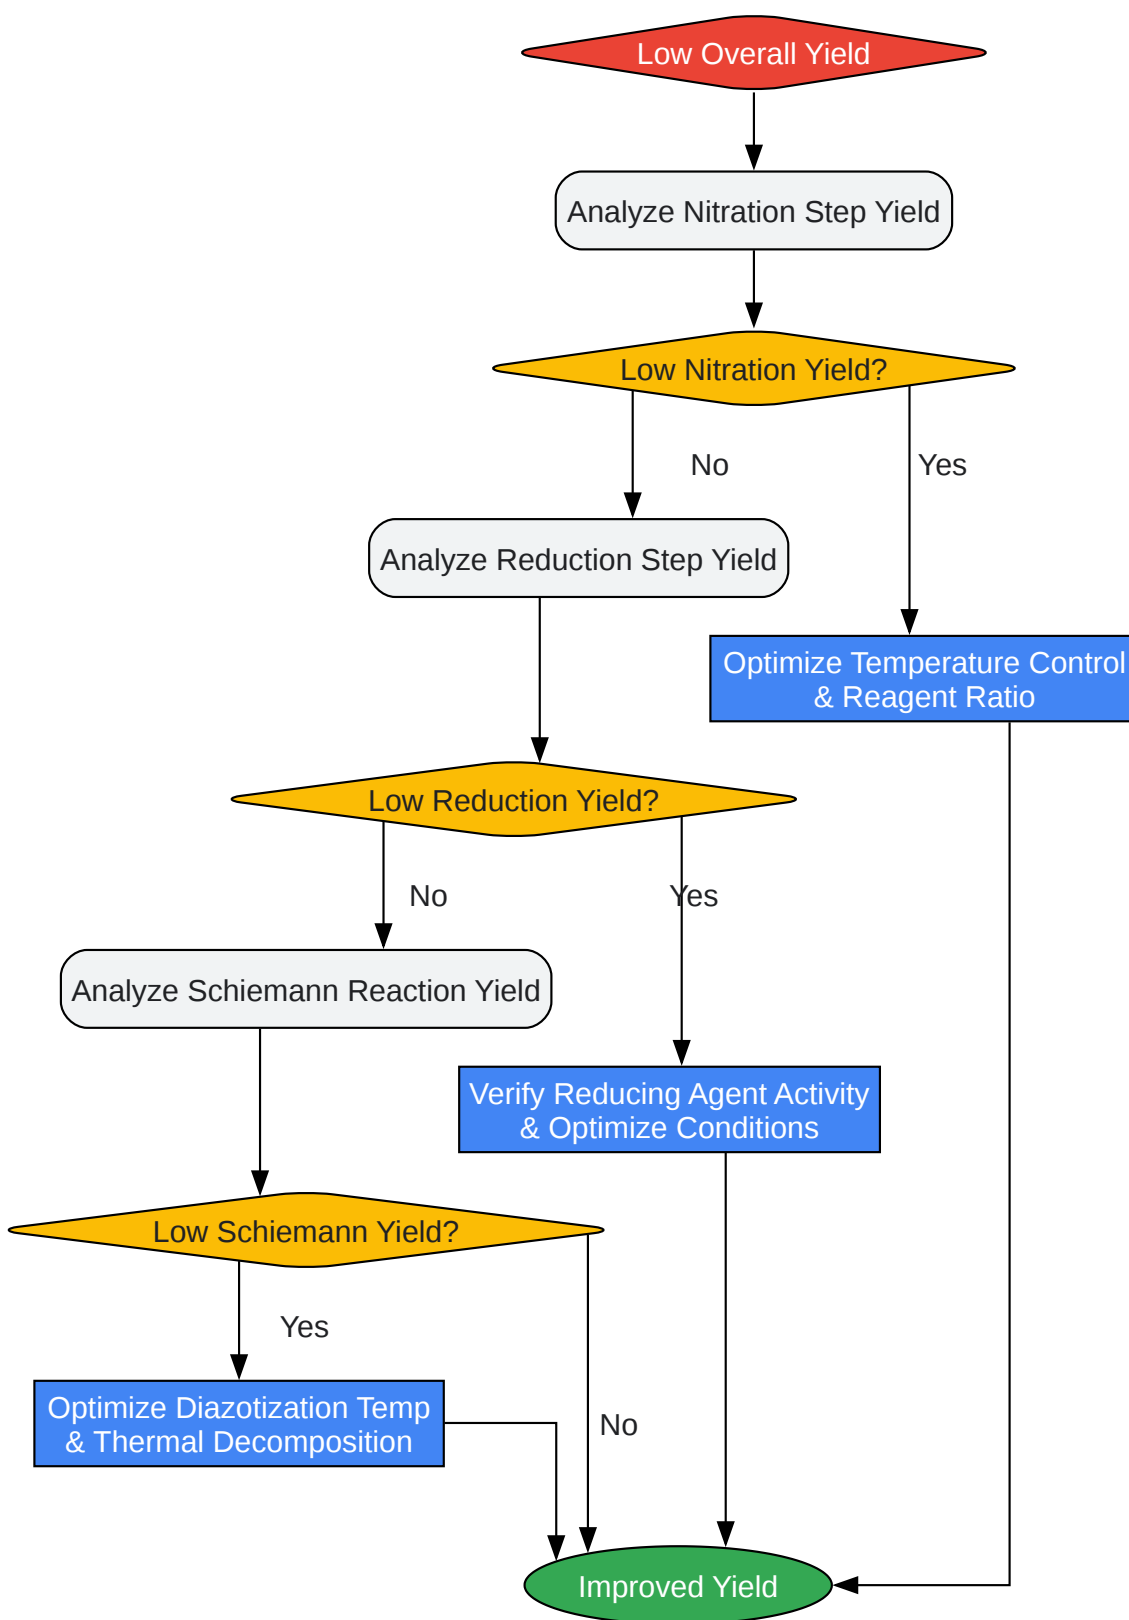 Low Overall Yield
Analyze Nitration Step Yield
Low Nitration Yield?
No
Yes
Analyze Reduction Step Yield
Optimize Temperature Control
& Reagent Ratio
Low Reduction Yield?
No
Yes
Analyze Schiemann Reaction Yield
Verify Reducing Agent Activity
& Optimize Conditions
Low Schiemann Yield?
Yes
Optimize Diazotization Temp
& Thermal Decomposition
No
Improved Yield